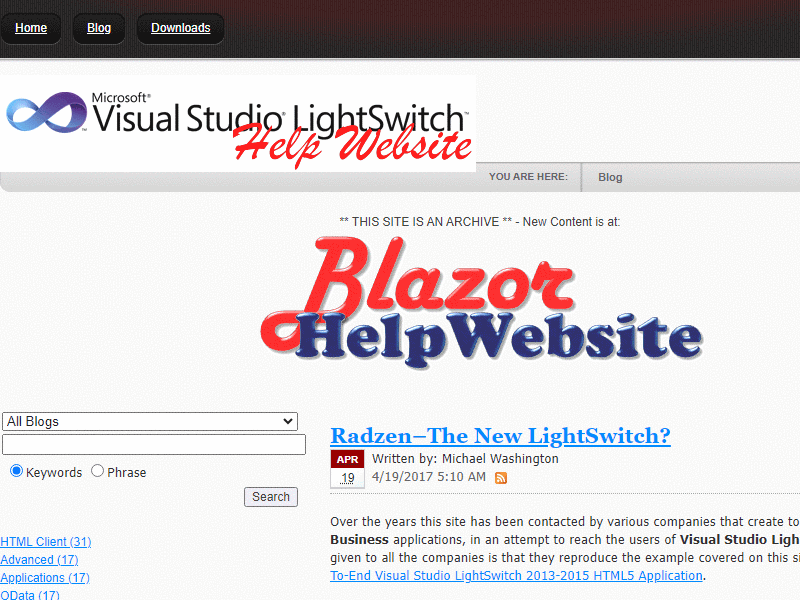 Home Blog Downloads
Microsoft®
Visual Studio LightSwitch™
Help Website
YOU ARE HERE: Blog
** THIS SITE IS AN ARCHIVE ** - New Content is at:
Blazor
HelpWebsite
All Blogs
Keywords Phrase
Search
HTML Client (31)
Advanced (17)
Applications (17)
OData (17)
Radzen–The New LightSwitch?
APR
19
Written by: Michael Washington
4/19/2017 5:10 AM
Over the years this site has been contacted by various companies that create to
Business applications, in an attempt to reach the users of Visual Studio Ligh
given to all the companies is that they reproduce the example covered on this si
To-End Visual Studio LightSwitch 2013-2015 HTML5 Application.